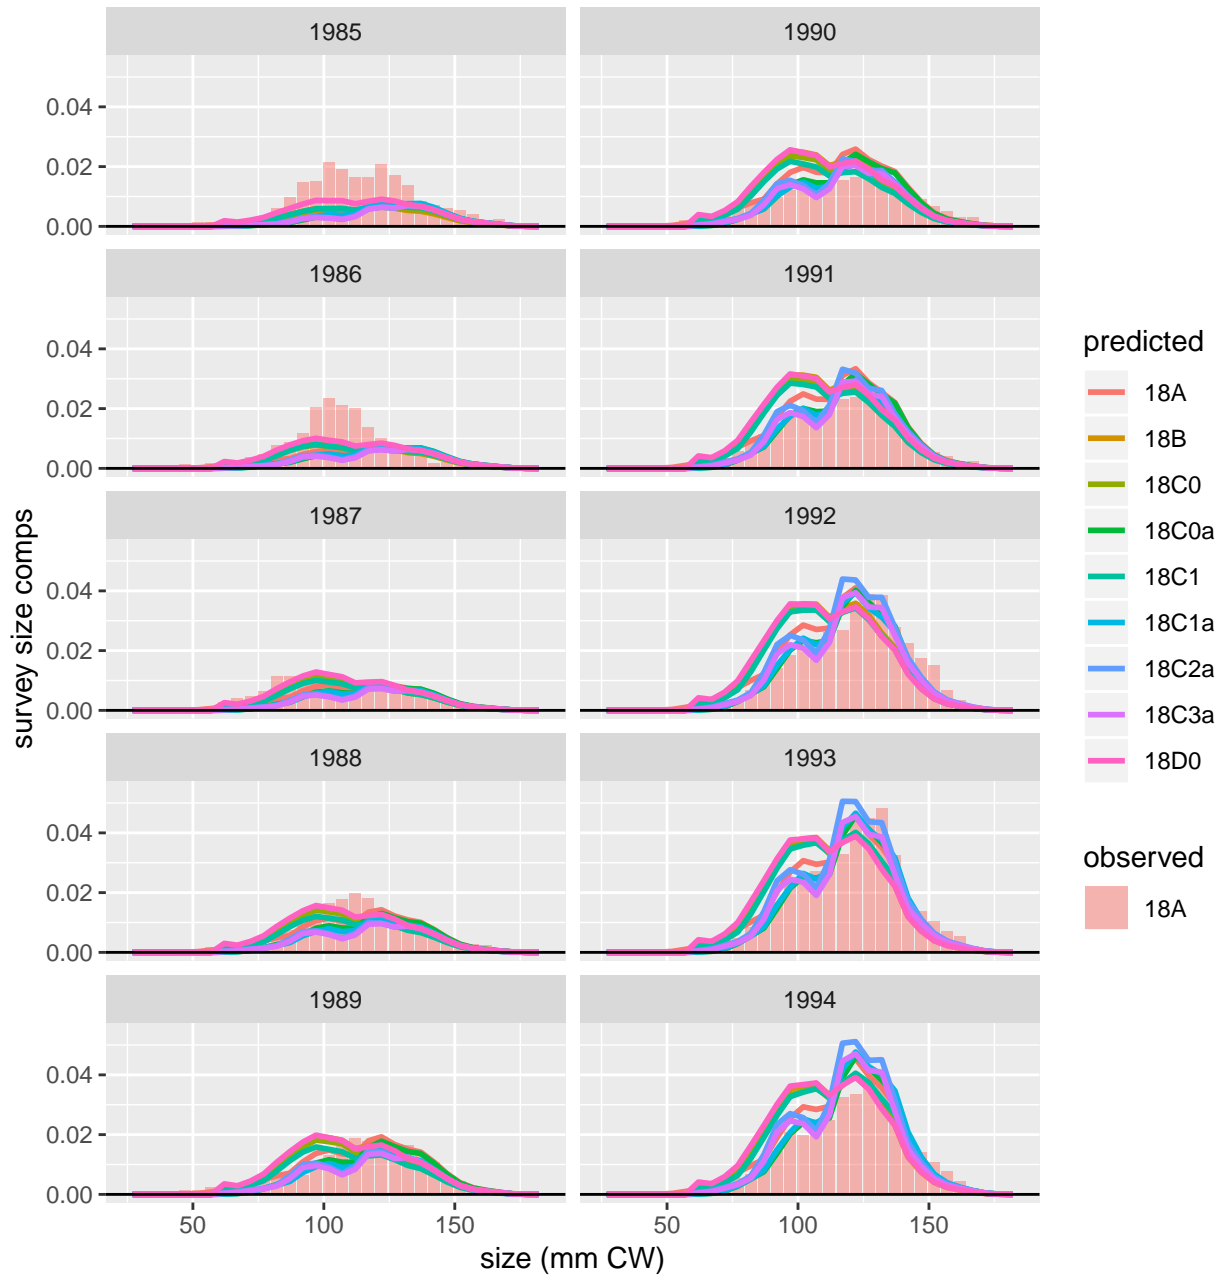 1985
1990
0.04
0.02
0.00
1986
1991
0.04
0.02
0.00
1987
1992
0.04
0.02
0.00
1988
1993
0.04
0.02
0.00
1989
1994
0.04
0.02
0.00
50 100 150
50 100 150
size (mm CW)
survey size comps
predicted
18A
18B
18C0
18C0a
18C1
18C1a
18C2a
18C3a
18D0
observed
18A